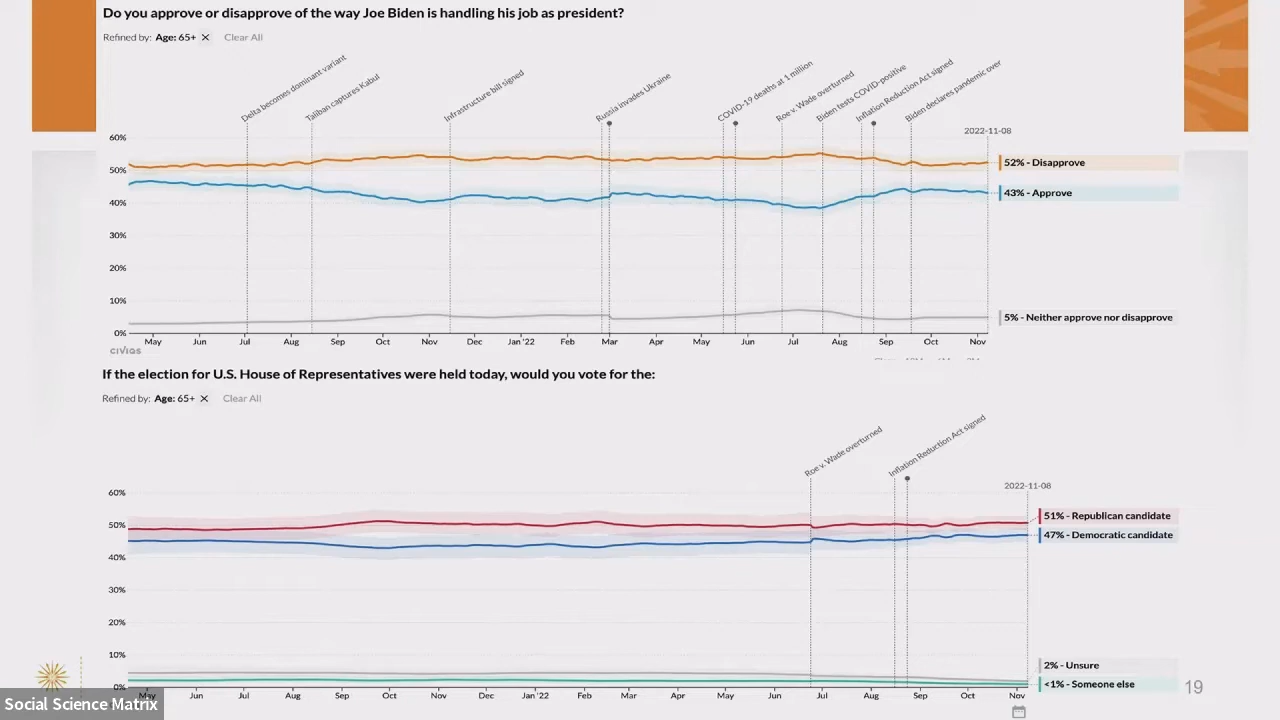 Do you approve or disapprove of the way Joe Biden is handling his job as president?
Refined by: Age: 65+ × Clear All
Delta becomes dominant variant
Taliban captures Kabul
Infrastructure bill signed
Russia invades Ukraine
COVID-19 deaths at 1 million
Roe v. Wade overturned
Biden tests COVID-positive
Inflation Reduction Act signed
Biden declares pandemic over
2022-11-08
60%
50%
40%
30%
20%
10%
0%
52% - Disapprove
43% - Approve
5% - Neither approve nor disapprove
May Jun Jul Aug Sep Oct Nov Dec Jan '22 Feb Mar Apr May Jun Jul Aug Sep Oct Nov
CIVIQS
If the election for U.S. House of Representatives were held today, would you vote for the:
Refined by: Age: 65+ × Clear All
Roe v. Wade overturned
Inflation Reduction Act signed
2022-11-08
60%
50%
40%
30%
20%
10%
0%
51% - Republican candidate
47% - Democratic candidate
2% - Unsure
<1% - Someone else
May Jun Jul Aug Sep Oct Nov Dec Jan '22 Feb Mar Apr May Jun Jul Aug Sep Oct Nov
19
Social Science Matrix